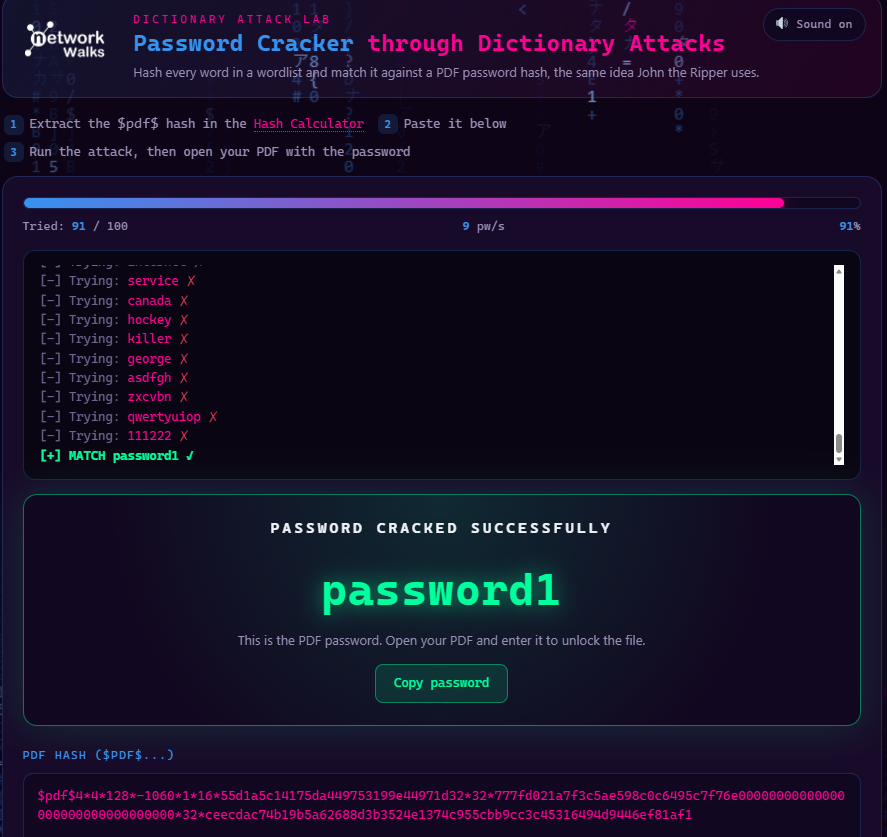 networkwalks
DICTIONARY ATTACK LAB
Password Cracker through Dictionary Attacks
Hash every word in a wordlist and match it against a PDF password hash, the same idea John the Ripper uses.
Sound on
1 Extract the $pdf$ hash in the Hash Calculator 2 Paste it below
3 Run the attack, then open your PDF with the password
Tried: 91 / 100 9 pw/s 91%
[-] Trying: service ✗
[-] Trying: canada ✗
[-] Trying: hockey ✗
[-] Trying: killer ✗
[-] Trying: george ✗
[-] Trying: asdfgh ✗
[-] Trying: zxcvbn ✗
[-] Trying: qwertyuiop ✗
[-] Trying: 111222 ✗
[+] MATCH password1 ✓
PASSWORD CRACKED SUCCESSFULLY
password1
This is the PDF password. Open your PDF and enter it to unlock the file.
Copy password
PDF HASH ($PDF$...)
$pdf$4*4*128*-1060*1*16*55d1a5c14175da449753199e44971d32*32*777fd021a7f3c5ae598c0c6495c7f76e00000000000000
000000000000000000*32*ceecdac74b19b5a62688d3b3524e1374c955cbb9cc3c45316494d9446ef81af1